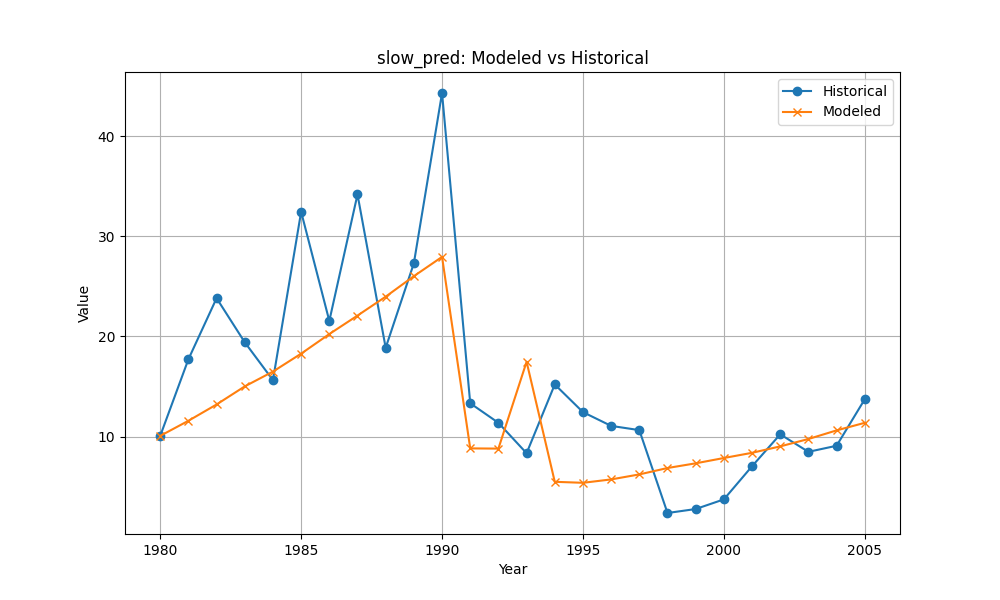 slow_pred: Modeled vs Historical
Historical
Modeled
40
30
20
10
Value
1980
1985
1990
1995
2000
2005
Year